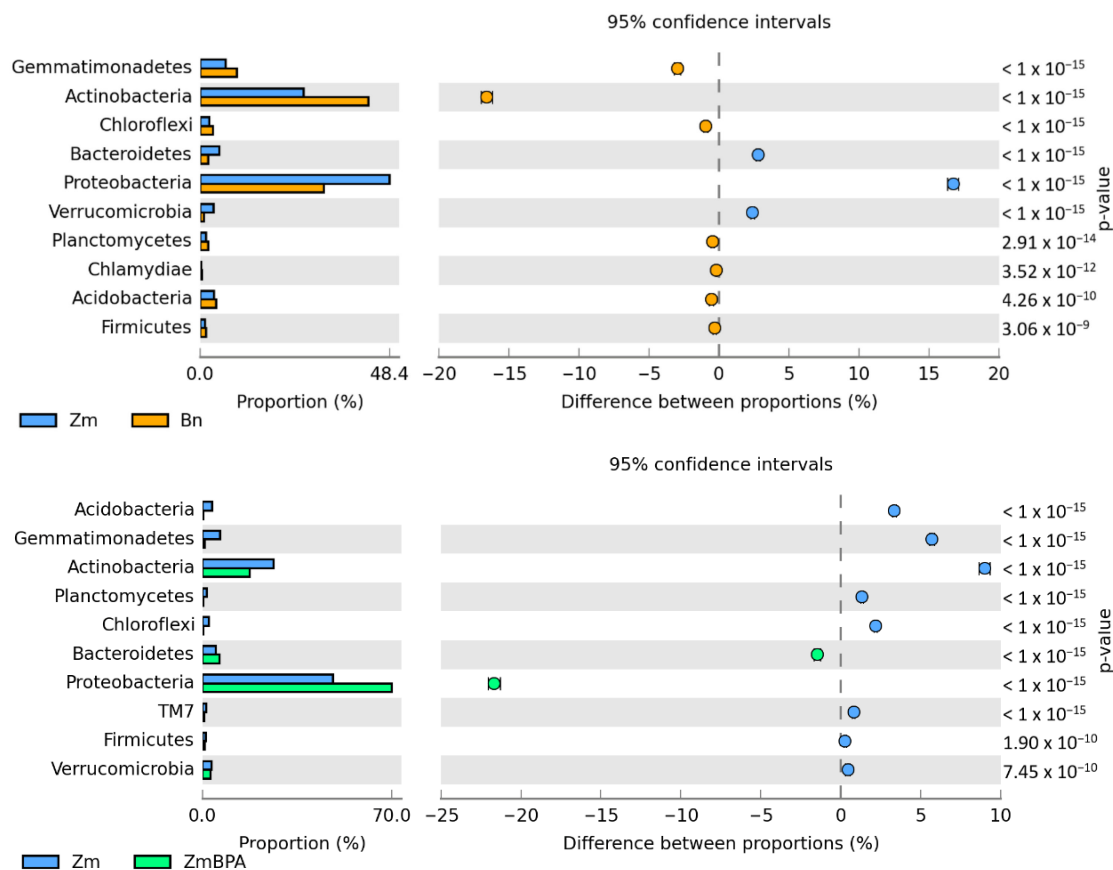 95% confidence intervals
Gemmatimonadetes < 1 x 10⁻¹⁵
Actinobacteria < 1 x 10⁻¹⁵
Chloroflexi < 1 x 10⁻¹⁵
Bacteroidetes < 1 x 10⁻¹⁵
Proteobacteria < 1 x 10⁻¹⁵
Verrucomicrobia < 1 x 10⁻¹⁵
Planctomycetes 2.91 x 10⁻¹⁴
Chlamydiae 3.52 x 10⁻¹²
Acidobacteria 4.26 x 10⁻¹⁰
Firmicutes 3.06 x 10⁻⁹
p-value
0.0 48.4 −20 −15 −10 −5 0 5 10 15 20
Proportion (%) Difference between proportions (%)
Zm Bn
95% confidence intervals
Acidobacteria < 1 x 10⁻¹⁵
Gemmatimonadetes < 1 x 10⁻¹⁵
Actinobacteria < 1 x 10⁻¹⁵
Planctomycetes < 1 x 10⁻¹⁵
Chloroflexi < 1 x 10⁻¹⁵
Bacteroidetes < 1 x 10⁻¹⁵
Proteobacteria < 1 x 10⁻¹⁵
TM7 < 1 x 10⁻¹⁵
Firmicutes 1.90 x 10⁻¹⁰
Verrucomicrobia 7.45 x 10⁻¹⁰
p-value
0.0 70.0 −25 −20 −15 −10 −5 0 5 10
Proportion (%) Difference between proportions (%)
Zm ZmBPA